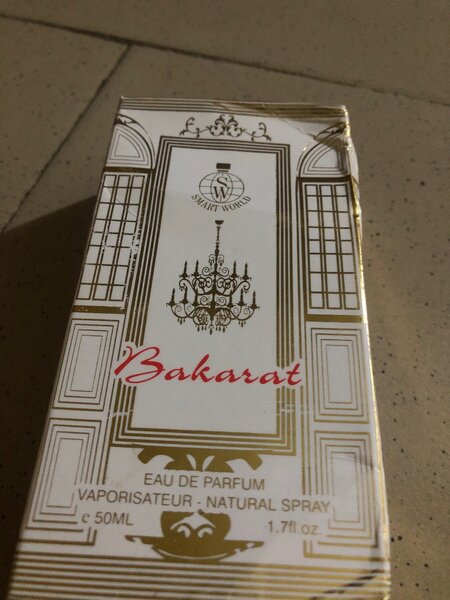 SW
SMART WORLD
Bakarat
EAU DE PARFUM
VAPORISATEUR - NATURAL SPRAY
e 50ML 1.7fl.oz.